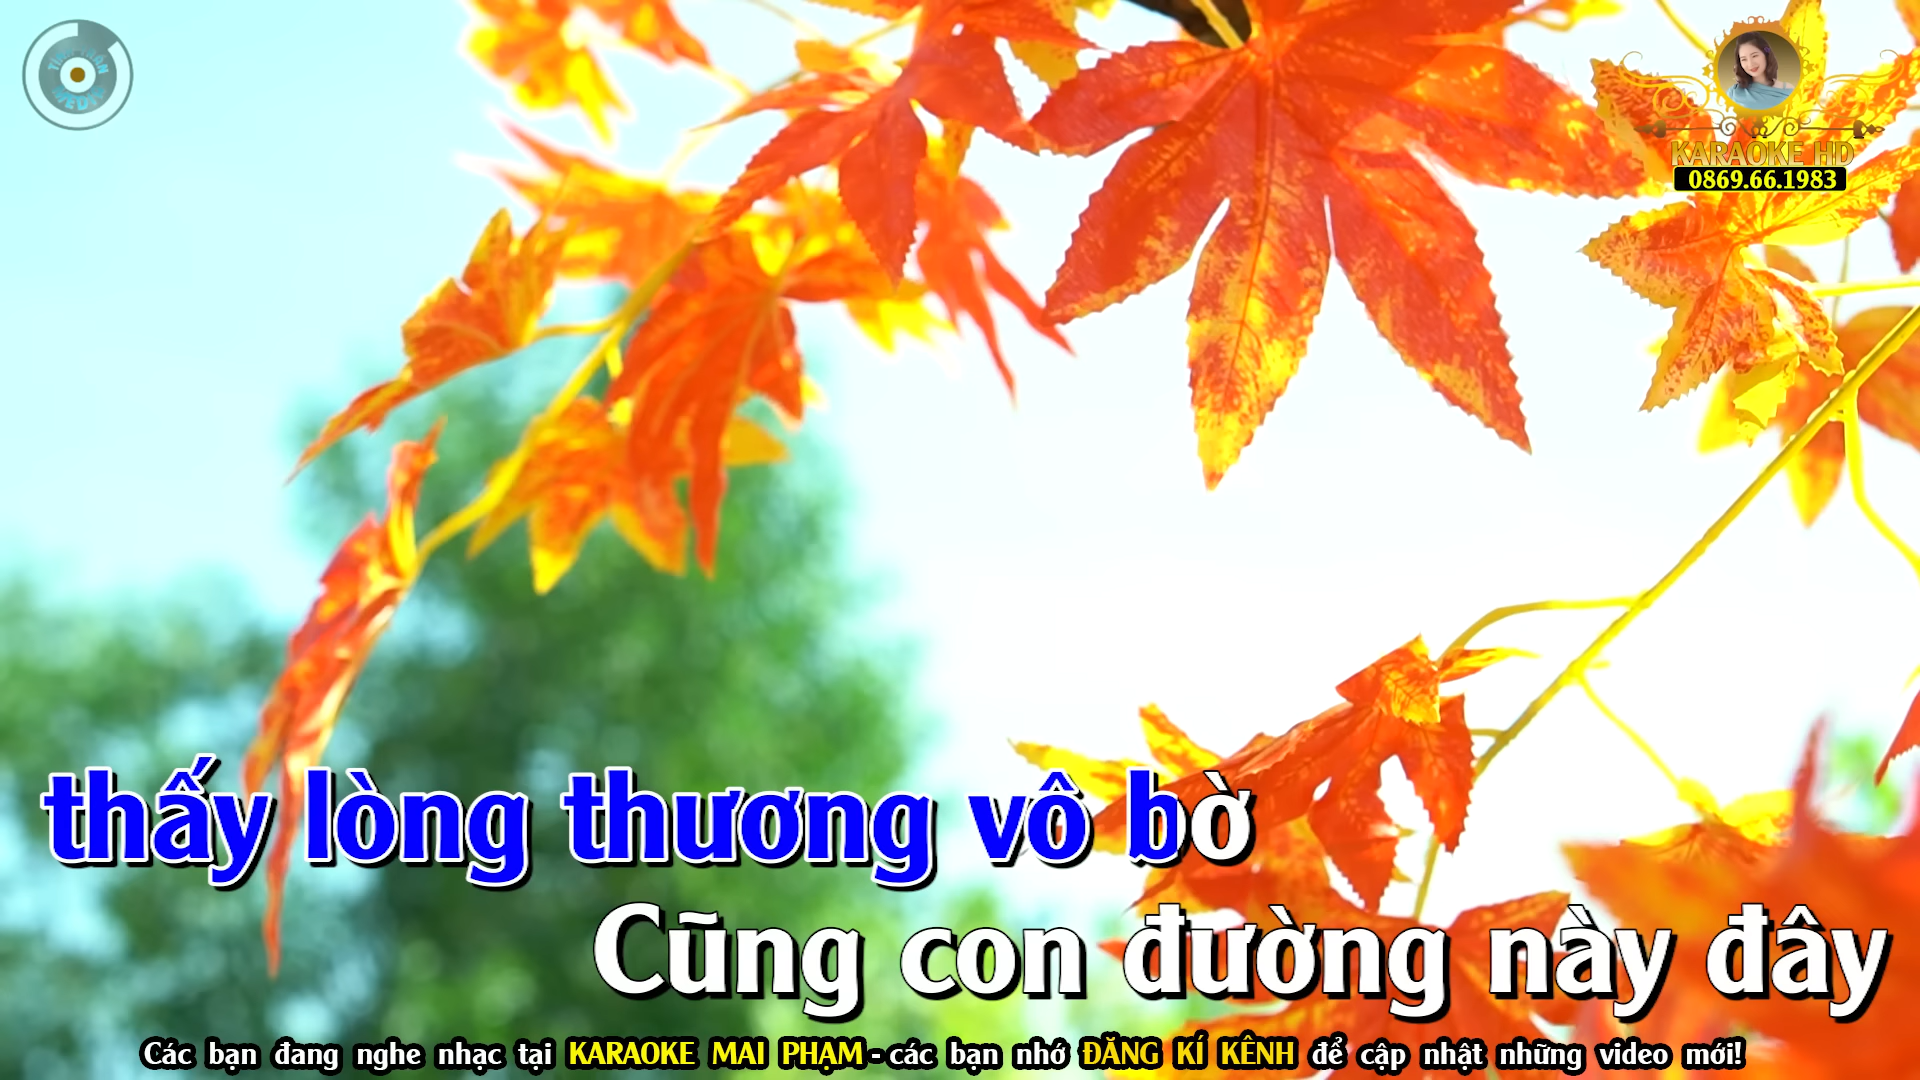 KARAOKE HD
0869.66.1983
thấy lòng thương vô bờ
Cũng con đường này đây
Các bạn đang nghe nhạc tại KARAOKE MAI PHẠM - các bạn nhớ ĐĂNG KÍ KÊNH để cập nhật những video mới!